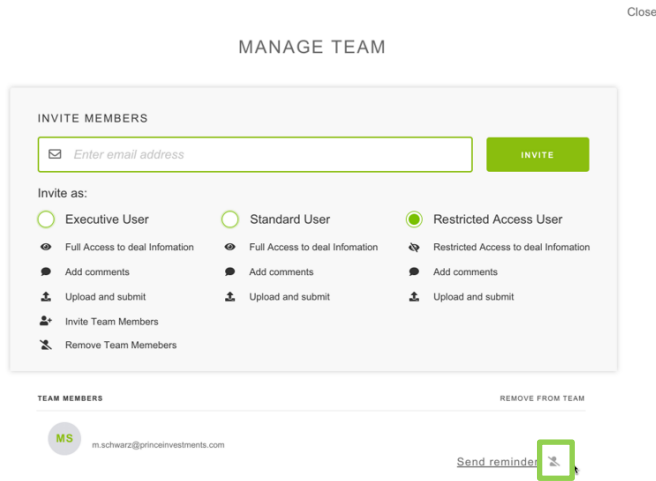 Close
MANAGE TEAM
INVITE MEMBERS
Enter email address
INVITE
Invite as:
Executive User
Standard User
Restricted Access User
Full Access to deal Infomation
Full Access to deal Infomation
Restricted Access to deal Infomation
Add comments
Add comments
Add comments
Upload and submit
Upload and submit
Upload and submit
Invite Team Members
Remove Team Memebers
TEAM MEMBERS
REMOVE FROM TEAM
MS
m.schwarz@princeinvestments.com
Send reminder